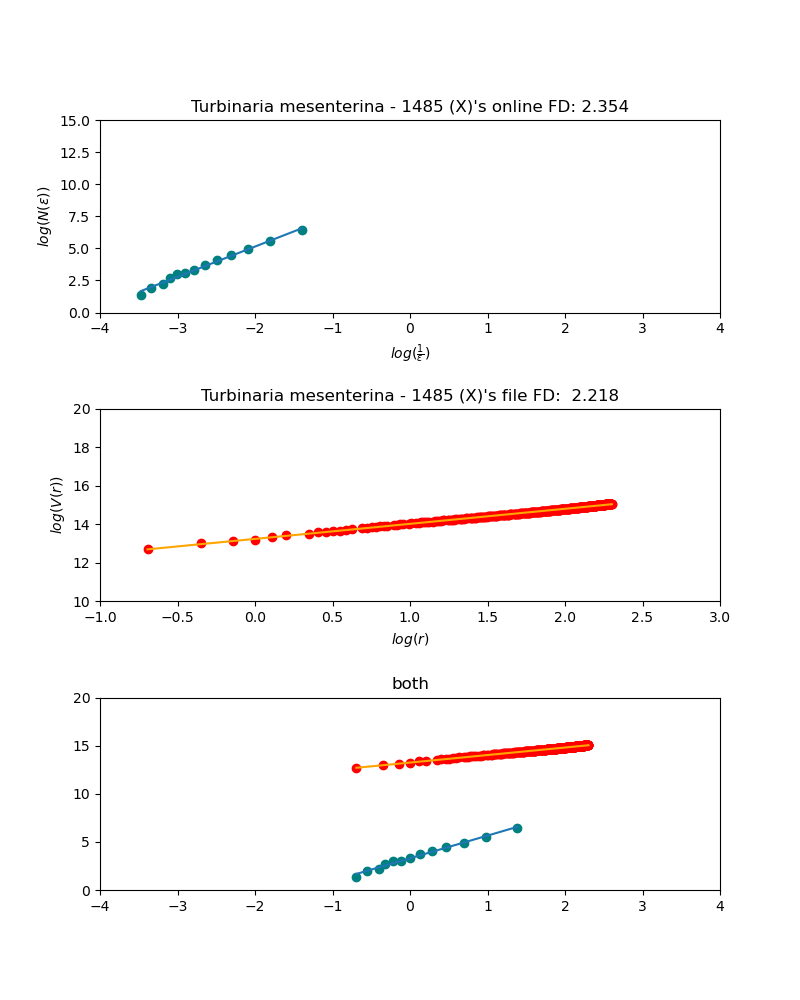 Turbinaria mesenterina - 1485 (X)'s online FD: 2.354
15.0
12.5
10.0
7.5
5.0
2.5
0.0
log(N(ε))
−4 −3 −2 −1 0 1 2 3 4
log(1/ε)
Turbinaria mesenterina - 1485 (X)'s file FD:  2.218
20
18
16
14
12
10
log(V(r))
−1.0 −0.5 0.0 0.5 1.0 1.5 2.0 2.5 3.0
log(r)
both
20
15
10
5
0
−4 −3 −2 −1 0 1 2 3 4